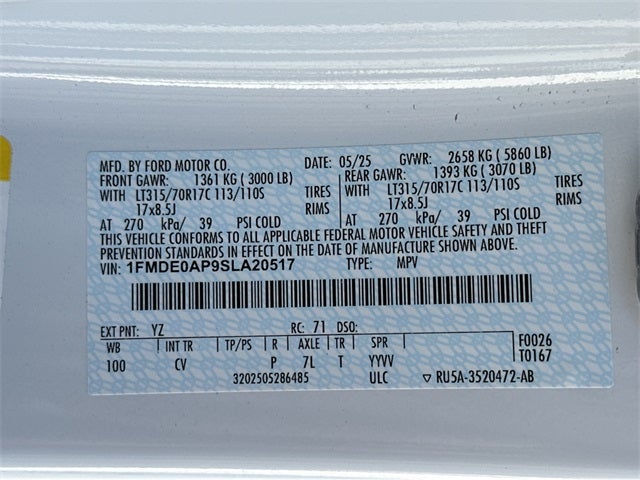 MFD. BY FORD MOTOR CO. DATE: 05/25 GVWR: 2658 KG ( 5860 LB)
FRONT GAWR: 1361 KG ( 3000 LB) REAR GAWR: 1393 KG ( 3070 LB)
WITH LT315/70R17C 113/110S TIRES WITH LT315/70R17C 113/110S TIRES
17x8.5J RIMS 17x8.5J RIMS
AT 270 kPa/ 39 PSI COLD AT 270 kPa/ 39 PSI COLD
THIS VEHICLE CONFORMS TO ALL APPLICABLE FEDERAL MOTOR VEHICLE SAFETY AND THEFT
PREVENTION STANDARDS IN EFFECT ON THE DATE OF MANUFACTURE SHOWN ABOVE.
VIN: 1FMDE0AP9SLA20517 TYPE: MPV
EXT PNT: YZ RC: 71 DSO:
WB INT TR TP/PS R AXLE TR SPR F0026
100 CV P 7L T YYVV T0167
3202505286485 ULC ▽ RU5A-3520472-AB